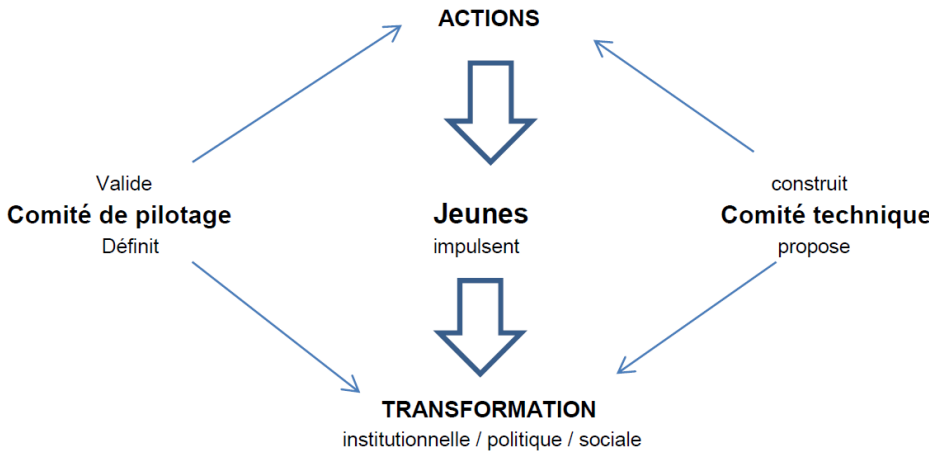 ACTIONS
Valide
Comité de pilotage
Définit
Jeunes
impulsent
construit
Comité technique
propose
TRANSFORMATION
institutionnelle / politique / sociale